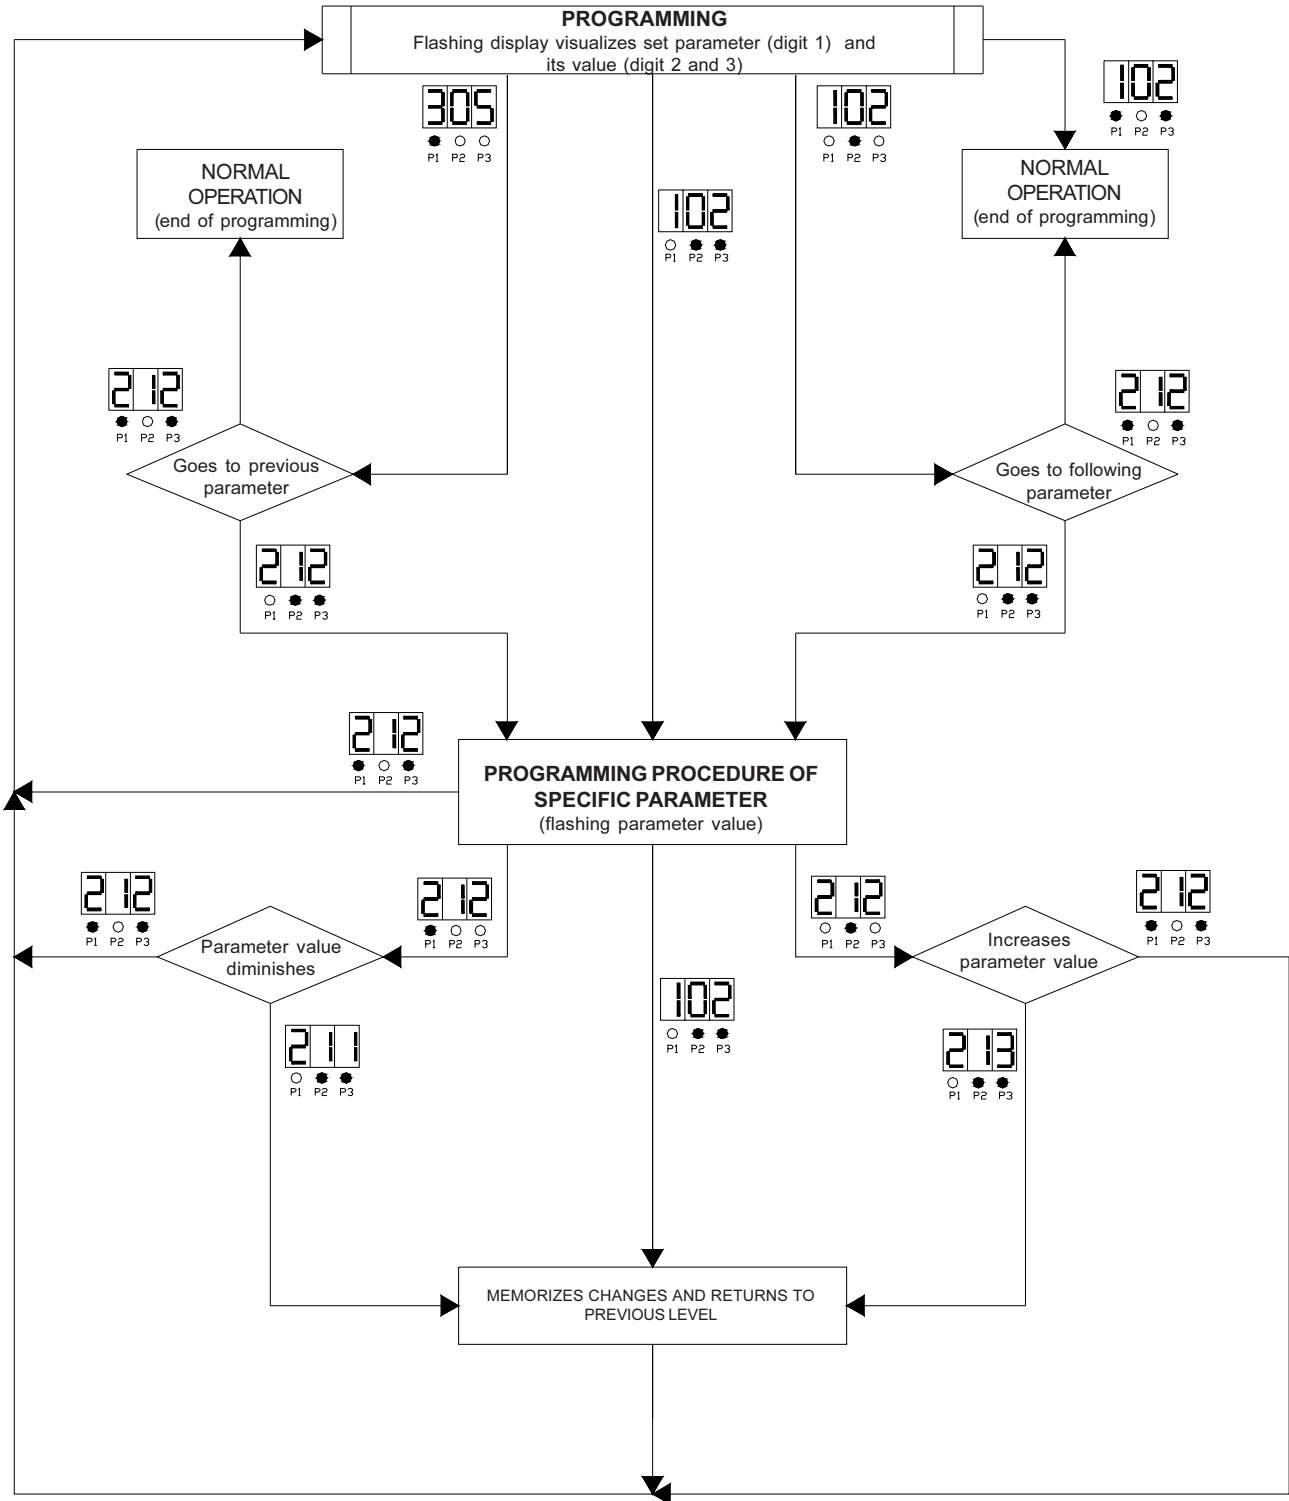 PROGRAMMING
Flashing display visualizes set parameter (digit 1) and
its value (digit 2 and 3)
305
P1 P2 P3
102
P1 P2 P3
102
P1 P2 P3
NORMAL
OPERATION
(end of programming)
102
P1 P2 P3
NORMAL
OPERATION
(end of programming)
212
P1 P2 P3
212
P1 P2 P3
Goes to previous
parameter
Goes to following
parameter
212
P1 P2 P3
212
P1 P2 P3
212
P1 P2 P3
PROGRAMMING PROCEDURE OF
SPECIFIC PARAMETER
(flashing parameter value)
212
P1 P2 P3
212
P1 P2 P3
212
P1 P2 P3
212
P1 P2 P3
Parameter value
diminishes
Increases
parameter value
102
P1 P2 P3
211
P1 P2 P3
213
P1 P2 P3
MEMORIZES CHANGES AND RETURNS TO
PREVIOUS LEVEL